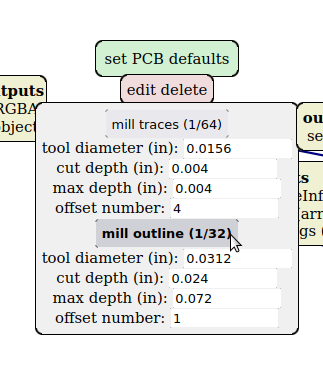 set PCB defaults
edit delete
tputs
RGBA
bject
mill traces (1/64)
tool diameter (in): 0.0156
cut depth (in): 0.004
max depth (in): 0.004
offset number: 4
mill outline (1/32)
tool diameter (in): 0.0312
cut depth (in): 0.024
max depth (in): 0.072
offset number: 1
ou
se
ts
eInf
arr
gs (